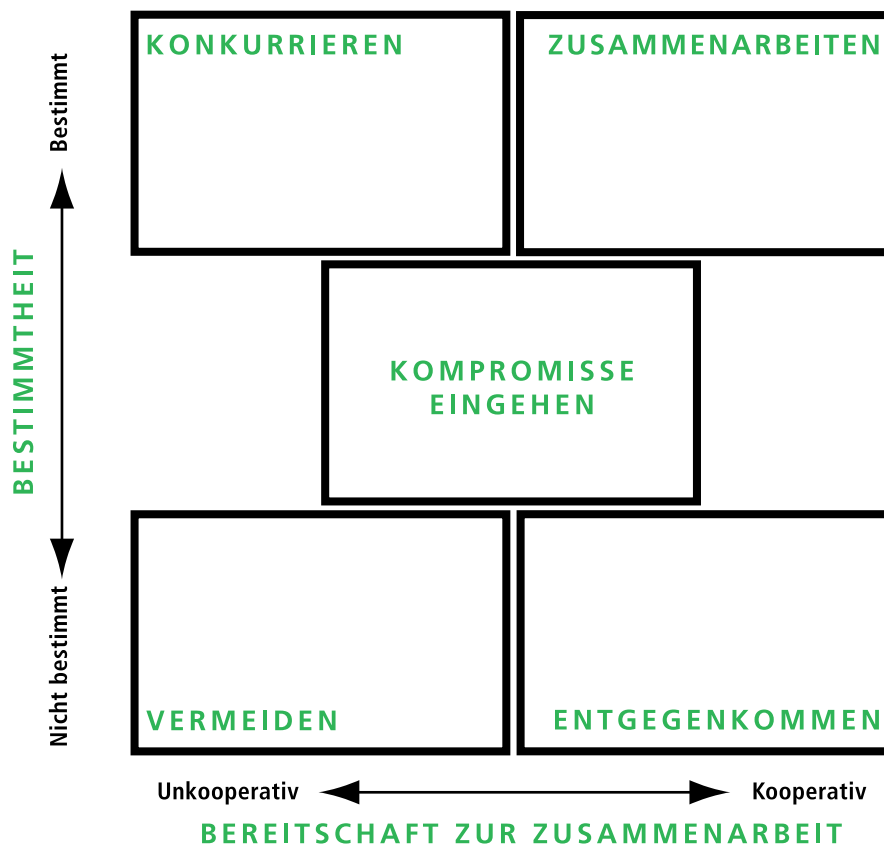 KONKURRIEREN
ZUSAMMENARBEITEN
Bestimmt
BESTIMMTHEIT
Nicht bestimmt
KOMPROMISSE
EINGEHEN
VERMEIDEN
ENTGEGENKOMMEN
Unkooperativ
Kooperativ
BEREITSCHAFT ZUR ZUSAMMENARBEIT